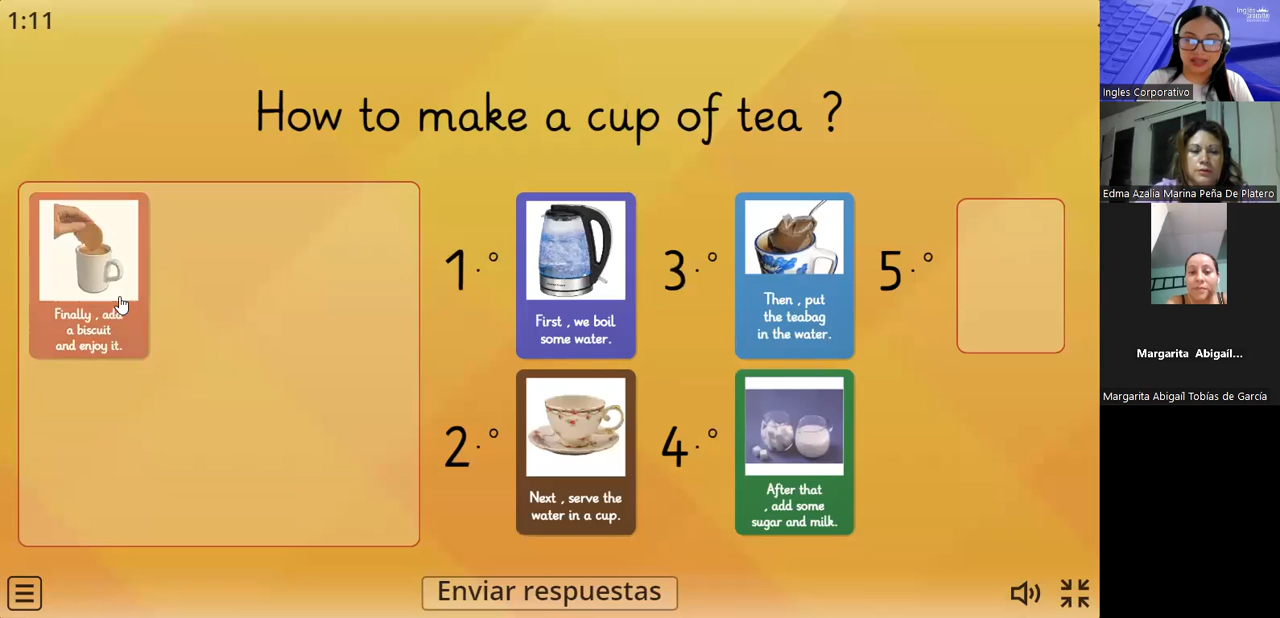 1:11
How to make a cup of tea ?
Finally , add
a biscuit
and enjoy it.
1.°
First , we boil
some water.
2.°
Next , serve the
water in a cup.
3.°
Then , put
the teabag
in the water.
4.°
After that
, add some
sugar and milk.
5.°
Enviar respuestas
Ingles Corporativo
Edma Azalia Marina Peña De Platero
Margarita Abigaíl...
Margarita Abigaíl Tobías de García